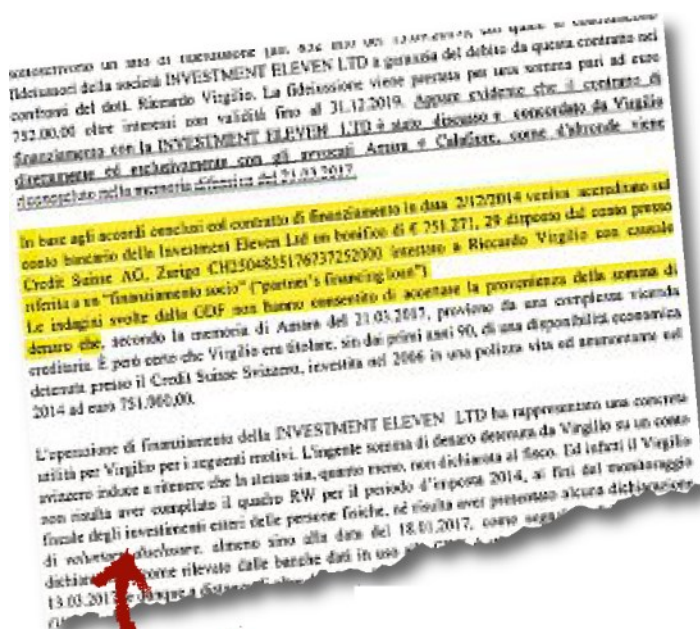 fideiussori della società INVESTMENT ELEVEN LTD a garanzia del debito da questa contratto nei
confronti del dott. Riccardo Virgilio. La fideiussione viene prestata per una somma pari ad euro
752.00,00 oltre interessi non validità fino al 31.12.2019. Appare evidente che il contratto di
finanziamento con la INVESTMENT ELEVEN LTD è stato discusso e concordato da Virgilio
direttamente ed esclusivamente con gli avvocati Amara e Calafiore, come d'altronde viene
riconosciuto nella memoria difensiva del 21.03.2017.
In base agli accordi conclusi col contratto di finanziamento in data 2/12/2014 veniva accreditato sul
conto bancario della Investment Eleven Ltd un bonifico di € 751.271, 29 disposto dal conto presso
Credit Suisse AG, Zurigo intestato a Riccardo Virgilio con causale
riferita a un "finanziamento socio" ("partner's financing loan")
Le indagini svolte dalla GDF non hanno consentito di accertare la provenienza della somma di
denaro che, secondo la memoria di Amara del 21.03.2017, proviene da una complessa vicenda
creditoria. È però certo che Virgilio era titolare, sin dai primi anni 90, di una disponibilità economica
detenuta presso il Credit Suisse Svizzero, investita nel 2006 in una polizza vita ed ammontante nel
2014 ad euro 751.060,00.
L'operazione di finanziamento della INVESTMENT ELEVEN LTD ha rappresentato una concreta
utilità per Virgilio per i seguenti motivi. L'ingente somma di denaro detenuta da Virgilio su un conto
svizzero induce a ritenere che la stessa sia, quanto meno, non dichiarata al fisco. Ed infatti il Virgilio
non risulta aver compilato il quadro RW per il periodo d'imposta 2014, ai fini del monitoraggio
fiscale degli investimenti esteri delle persone fisiche, né risulta aver presentato alcuna dichiarazione
di voluntary disclosure, almeno sino alla data del 18.01.2017, come
come rilevato dalle banche dati in uso
13.03.2017 e dunque a